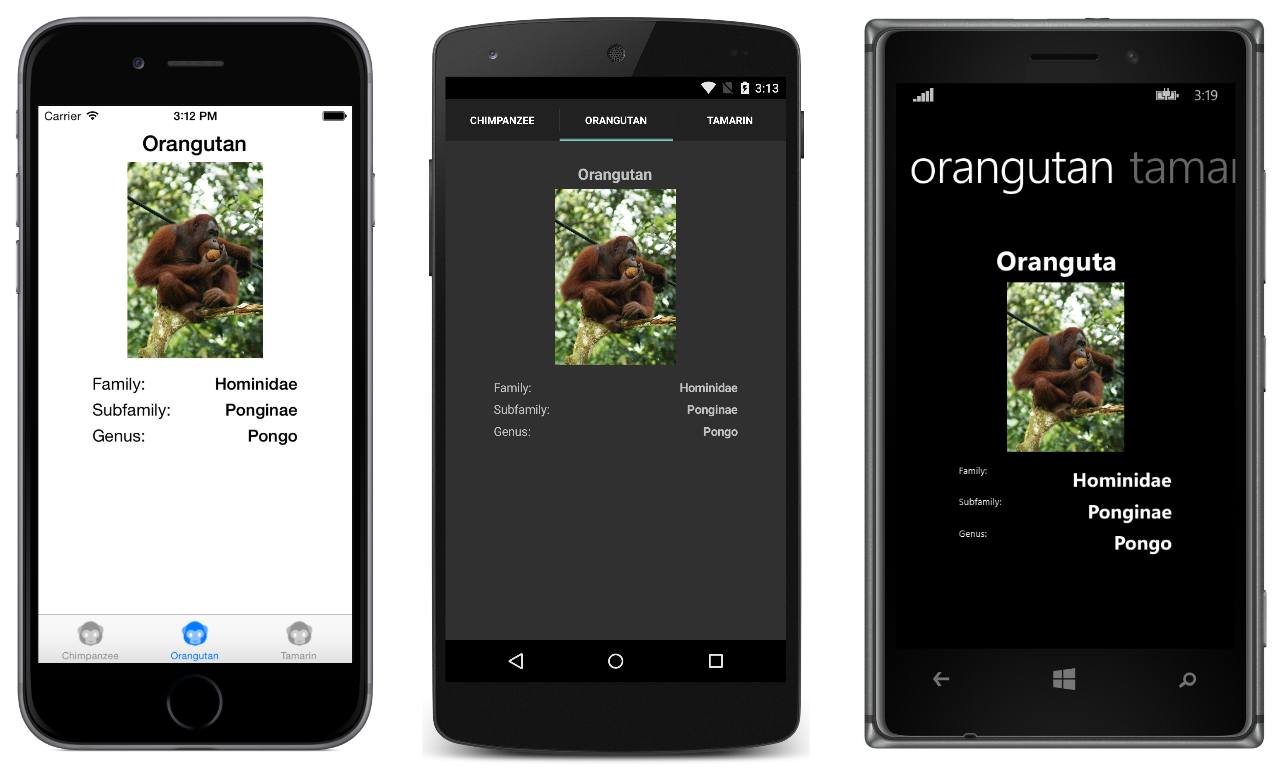 Carrier 3:12 PM
Orangutan
Family: Hominidae
Subfamily: Ponginae
Genus: Pongo
Chimpanzee Orangutan Tamarin
3:13
CHIMPANZEE ORANGUTAN TAMARIN
Orangutan
Family: Hominidae
Subfamily: Ponginae
Genus: Pongo
3:19
orangutan tamar
Oranguta
Family: Hominidae
Subfamily: Ponginae
Genus: Pongo